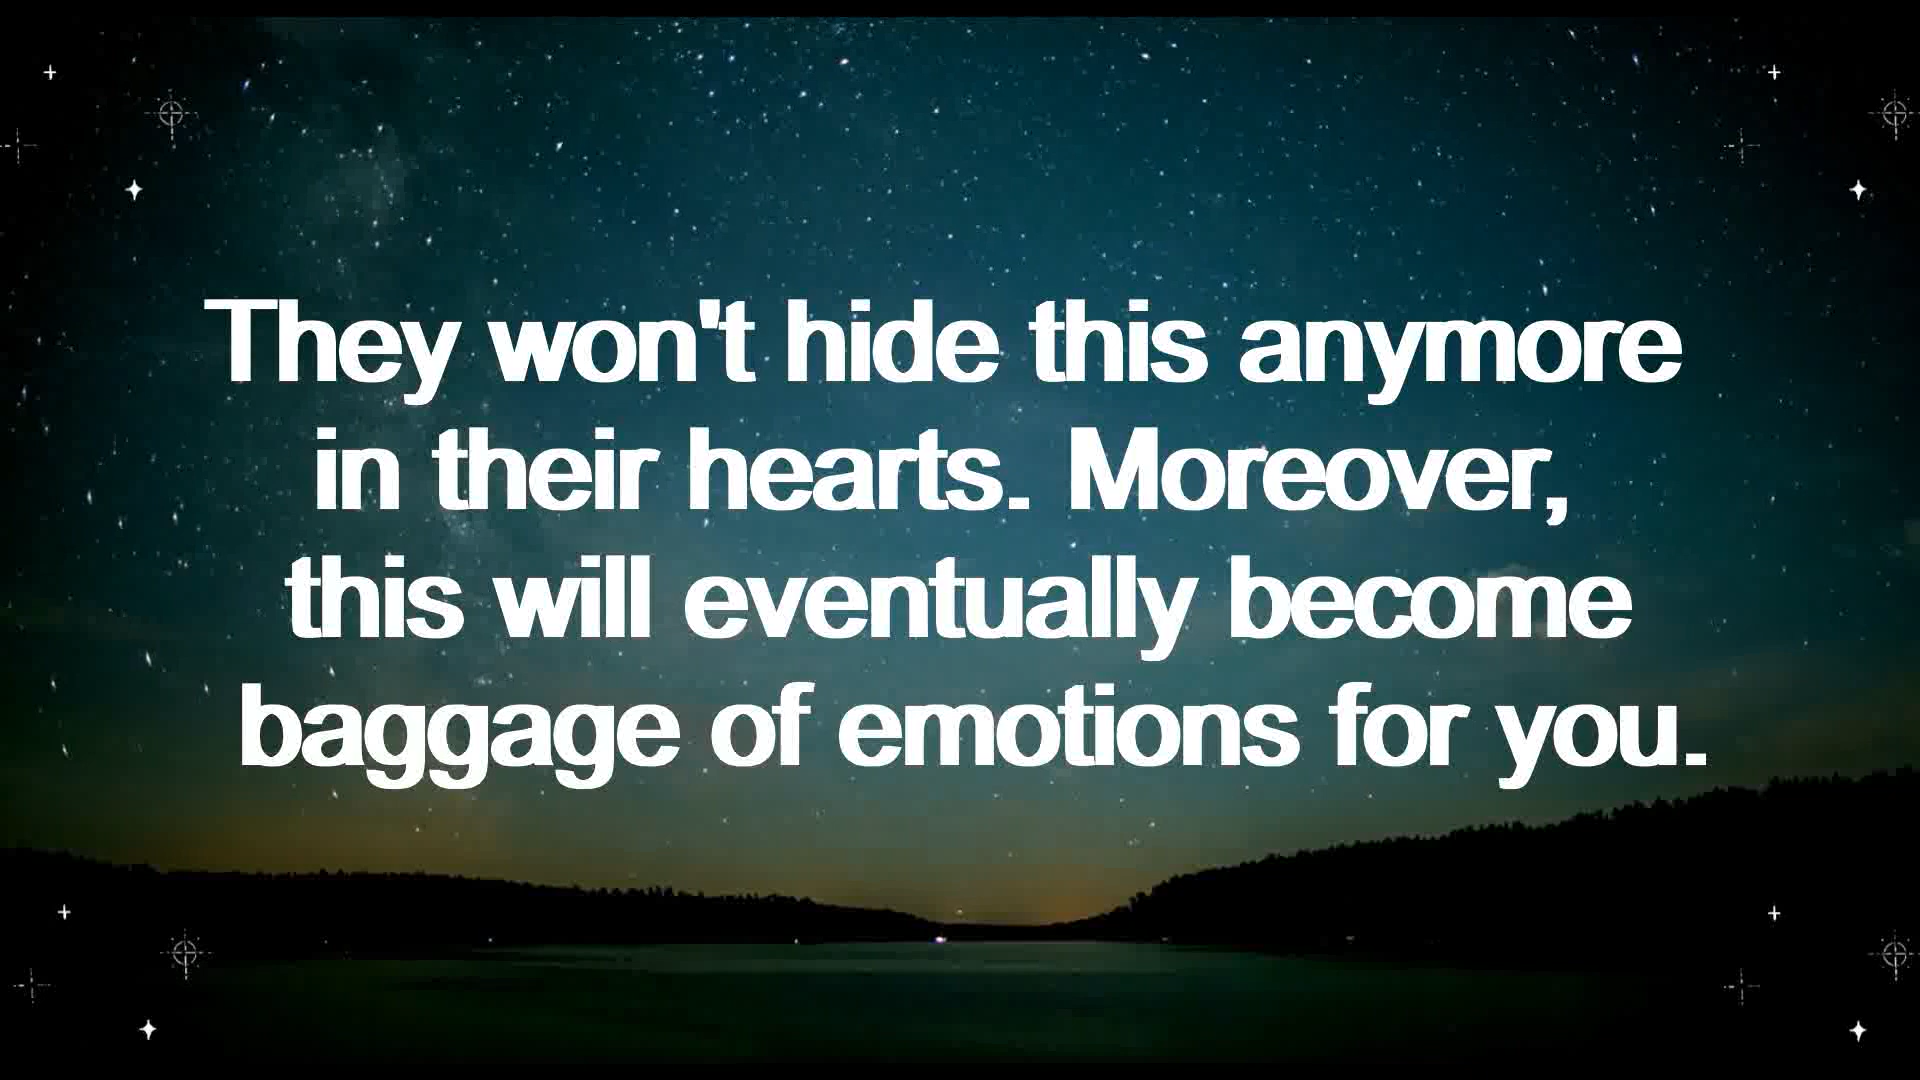 They won't hide this anymore
in their hearts. Moreover,
this will eventually become
baggage of emotions for you.